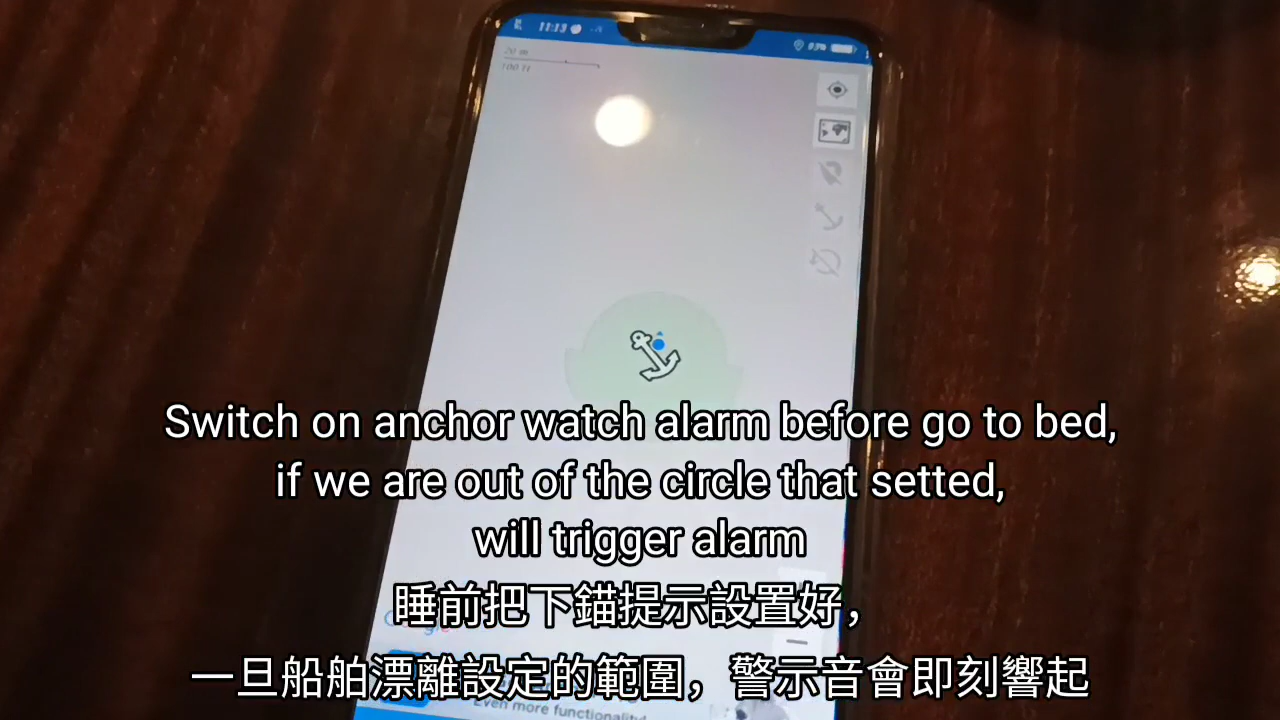 11:13
20 m
100 ft
Switch on anchor watch alarm before go to bed,
if we are out of the circle that setted,
will trigger alarm
睡前把下錨提示設置好，
一旦船舶漂離設定的範圍，警示音會即刻響起
Even more functionality!